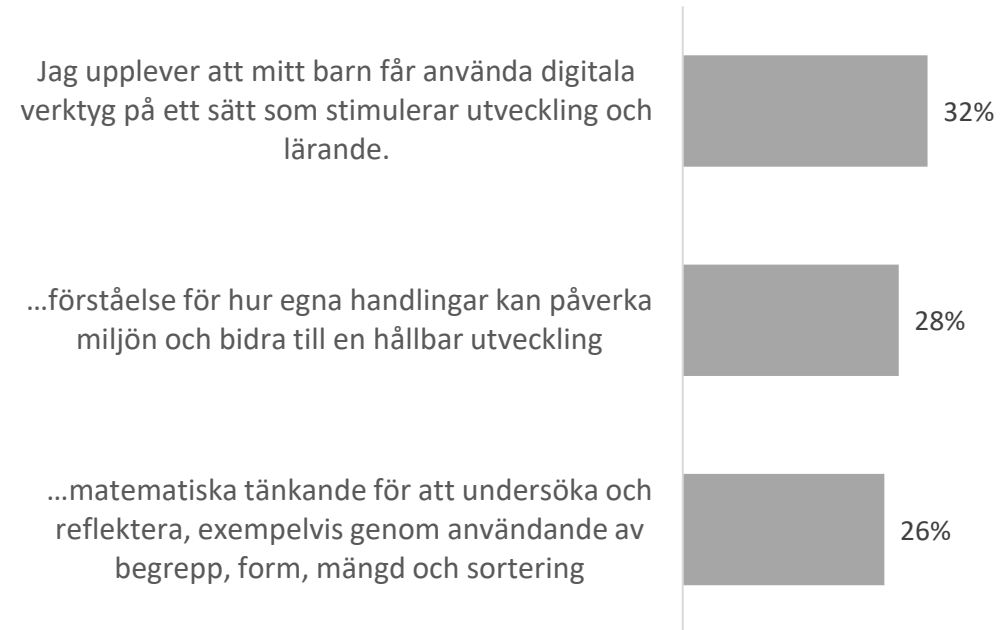 Jag upplever att mitt barn får använda digitala
verktyg på ett sätt som stimulerar utveckling och
lärande.
32%
...förståelse för hur egna handlingar kan påverka
miljön och bidra till en hållbar utveckling
28%
...matematiska tänkande för att undersöka och
reflektera, exempelvis genom användande av
begrepp, form, mängd och sortering
26%